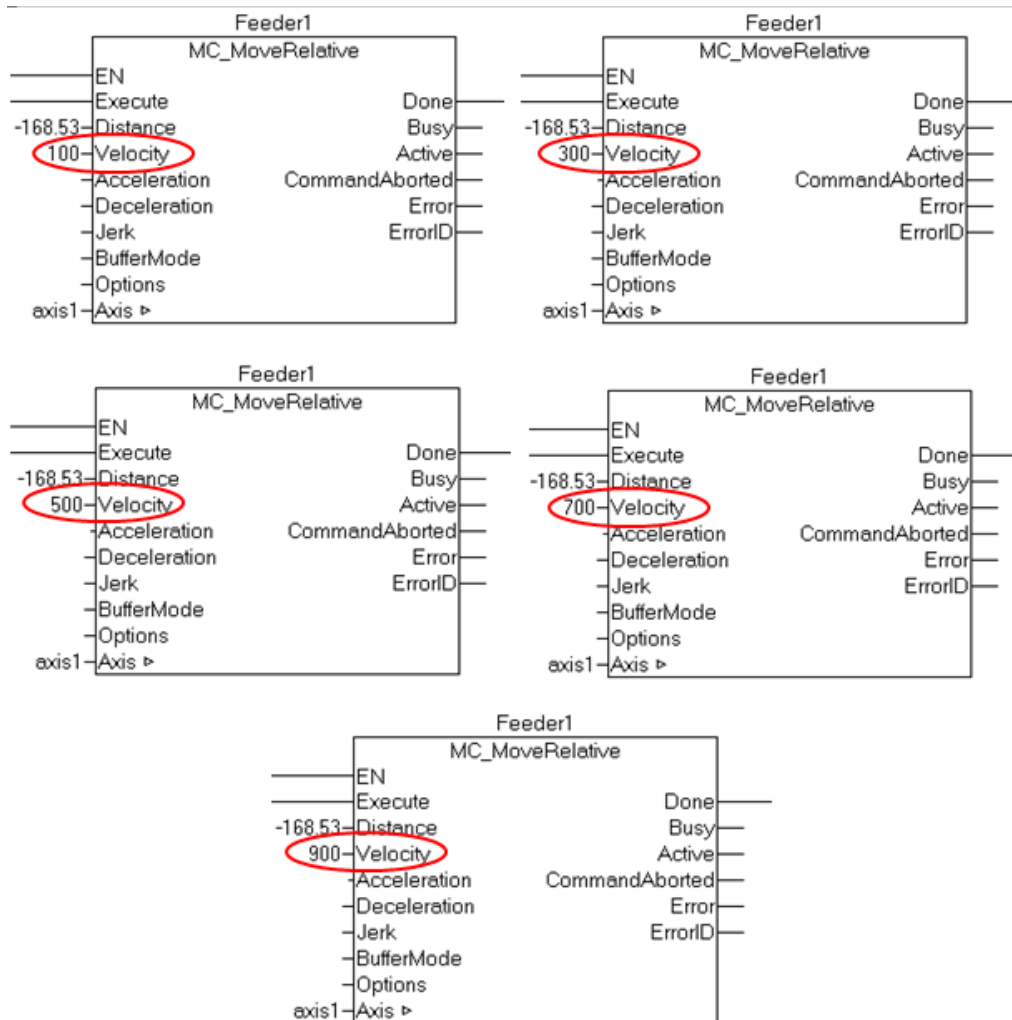 Feeder1
MC_MoveRelative
EN
Execute Done
-168.53 Distance Busy
100 Velocity Active
Acceleration CommandAborted
Deceleration Error
Jerk ErrorID
BufferMode
Options
axis1 Axis ▹
Feeder1
MC_MoveRelative
EN
Execute Done
-168.53 Distance Busy
300 Velocity Active
Acceleration CommandAborted
Deceleration Error
Jerk ErrorID
BufferMode
Options
axis1 Axis ▹
Feeder1
MC_MoveRelative
EN
Execute Done
-168.53 Distance Busy
500 Velocity Active
Acceleration CommandAborted
Deceleration Error
Jerk ErrorID
BufferMode
Options
axis1 Axis ▹
Feeder1
MC_MoveRelative
EN
Execute Done
-168.53 Distance Busy
700 Velocity Active
Acceleration CommandAborted
Deceleration Error
Jerk ErrorID
BufferMode
Options
axis1 Axis ▹
Feeder1
MC_MoveRelative
EN
Execute Done
-168.53 Distance Busy
900 Velocity Active
Acceleration CommandAborted
Deceleration Error
Jerk ErrorID
BufferMode
Options
axis1 Axis ▹